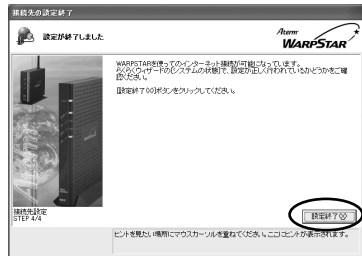 接続先の設定終了
設定が終了しました
Aterm
WARPSTAR
WARPSTARを使ってのインターネット接続が可能になっています。
らくらくウィザードの[システムの状態]で、設定が正しく行われているかどうかをご確
認ください。
[設定終了(X)]ボタンをクリックしてください。
接続先設定
STEP 4/4
設定終了(X)
ヒントを見たい場所にマウスカーソルを重ねてください。ここにヒントが表示されます。